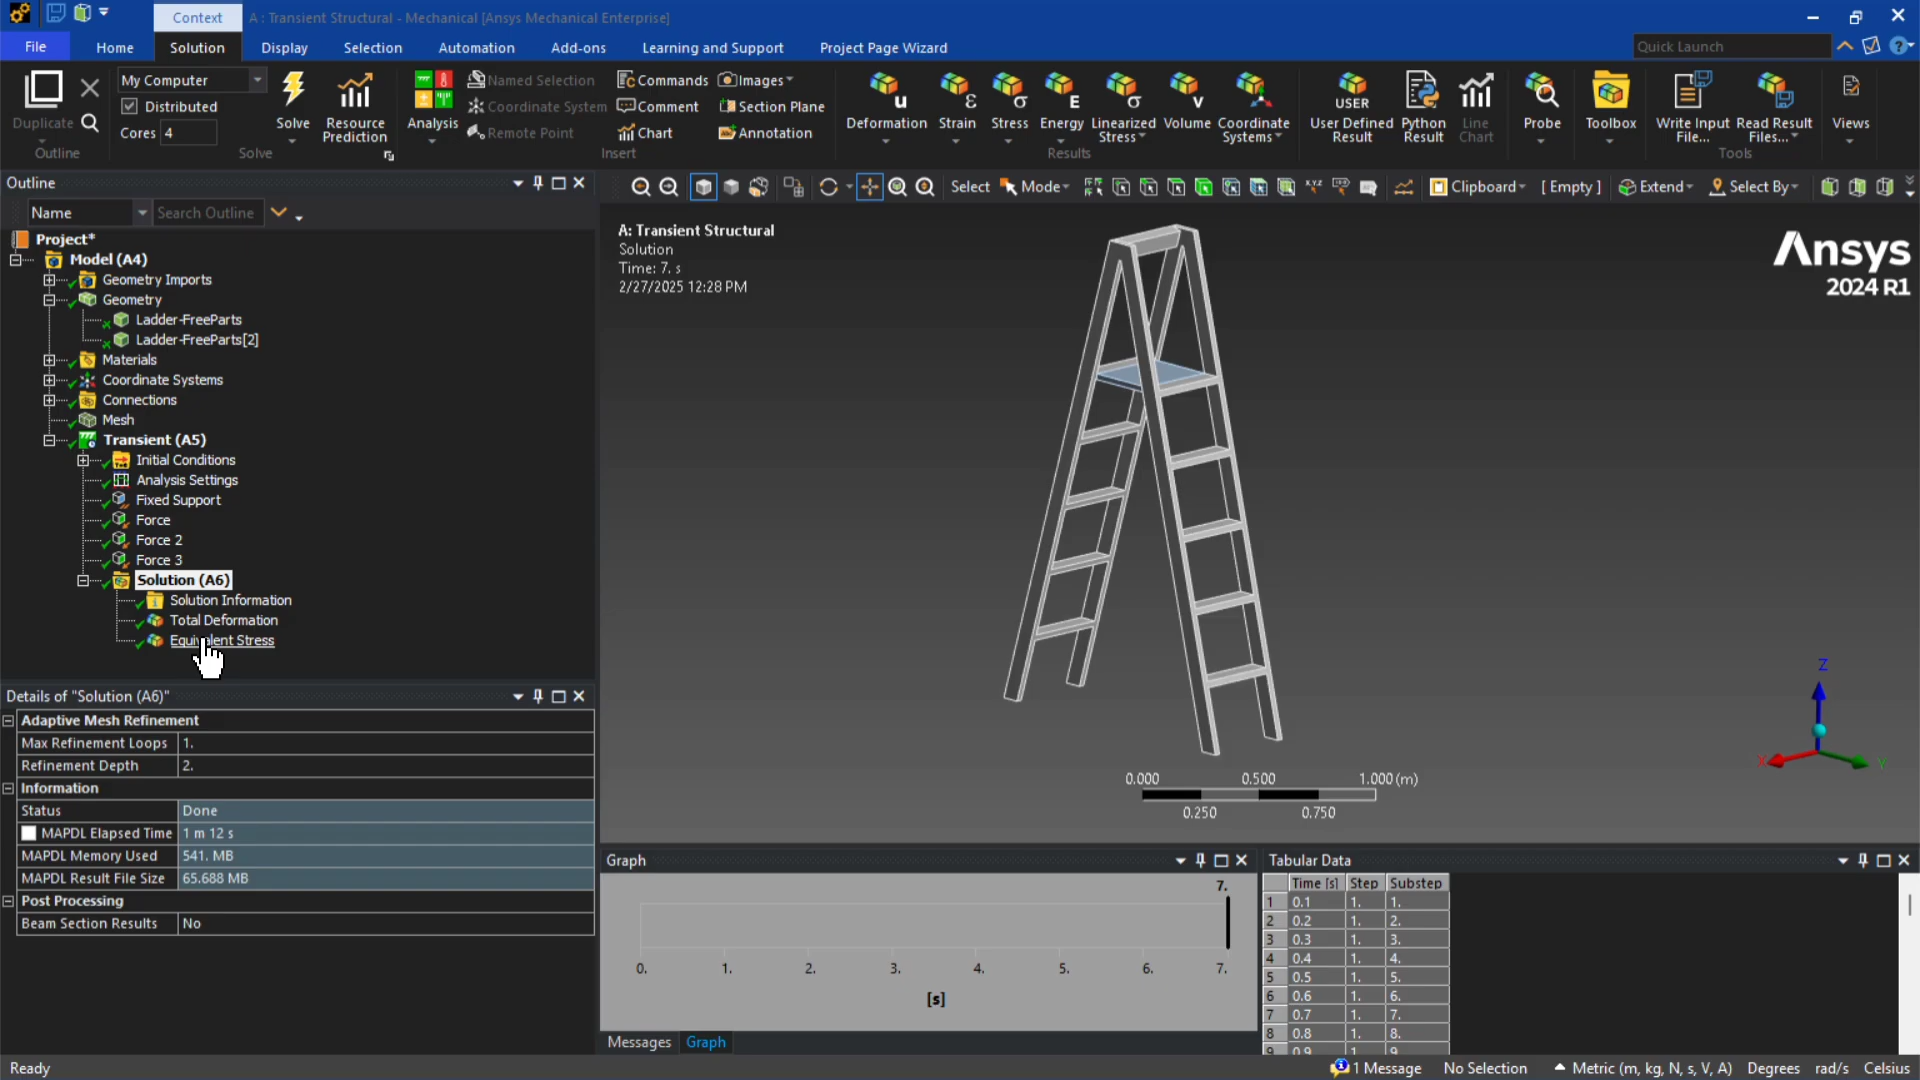 Context
A : Transient Structural - Mechanical [Ansys Mechanical Enterprise]
File
Home
Solution
Display
Selection
Automation
Add-ons
Learning and Support
Project Page Wizard
Quick Launch
Duplicate
Outline
My Computer
Distributed
Cores 4
Solve
Resource Prediction
Solve
Analysis
Named Selection
Coordinate System
Remote Point
Commands
Comment
Chart
Images
Section Plane
Annotation
Insert
Deformation
Strain
Stress
Energy
Linearized Stress
Volume
Coordinate Systems
USER
User Defined Result
Python Result
Line Chart
Results
Probe
Toolbox
Write Input File...
Read Result Files...
Tools
Views
Outline
Name
Search Outline
Project*
Model (A4)
Geometry Imports
Geometry
Ladder-FreeParts
Ladder-FreeParts[2]
Materials
Coordinate Systems
Connections
Mesh
Transient (A5)
Initial Conditions
Analysis Settings
Fixed Support
Force
Force 2
Force 3
Solution (A6)
Solution Information
Total Deformation
Equivalent Stress
Details of "Solution (A6)"
Adaptive Mesh Refinement
Max Refinement Loops 1.
Refinement Depth 2.
Information
Status Done
MAPDL Elapsed Time 1 m 12 s
MAPDL Memory Used 541. MB
MAPDL Result File Size 65.688 MB
Post Processing
Beam Section Results No
Select Mode
Clipboard
[ Empty ]
Extend
Select By
A: Transient Structural
Solution
Time: 7. s
2/27/2025 12:28 PM
Ansys
2024 R1
Z
X
Y
0.000 0.500 1.000 (m)
0.250 0.750
Graph
7.
0. 1. 2. 3. 4. 5. 6. 7.
[s]
Messages Graph
Tabular Data
Time [s] Step Substep
1 0.1 1. 1.
2 0.2 1. 2.
3 0.3 1. 3.
4 0.4 1. 4.
5 0.5 1. 5.
6 0.6 1. 6.
7 0.7 1. 7.
8 0.8 1. 8.
9 0.9 1. 9.
Ready
1 Message
No Selection
Metric (m, kg, N, s, V, A)
Degrees
rad/s
Celsius